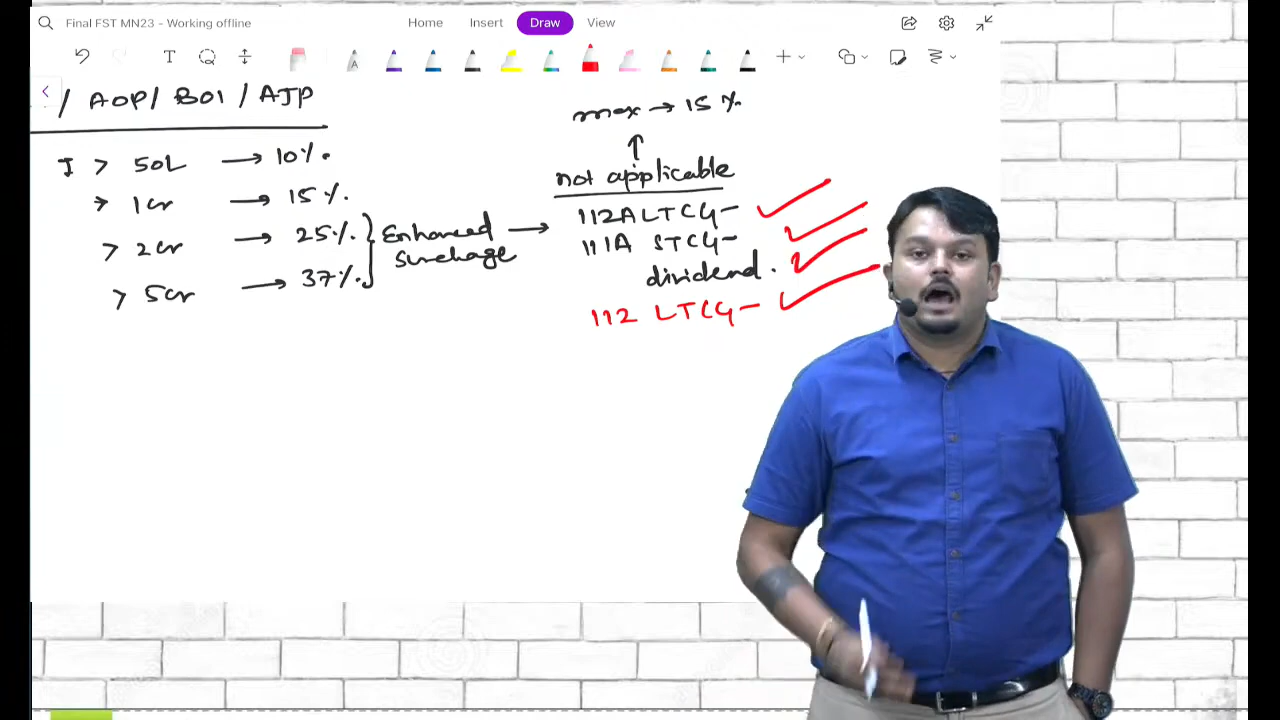 Final FST MN23 - Working offline
Home Insert Draw View
/ AOP/ BOI / AJP
I > 50L → 10%.
> 1cr → 15%.
> 2cr → 25%.
> 5cr → 37%.
Enhanced
Surchage →
max → 15%
↑
not applicable
112A LTCG -
111A STCG -
dividend.
112 LTCG -